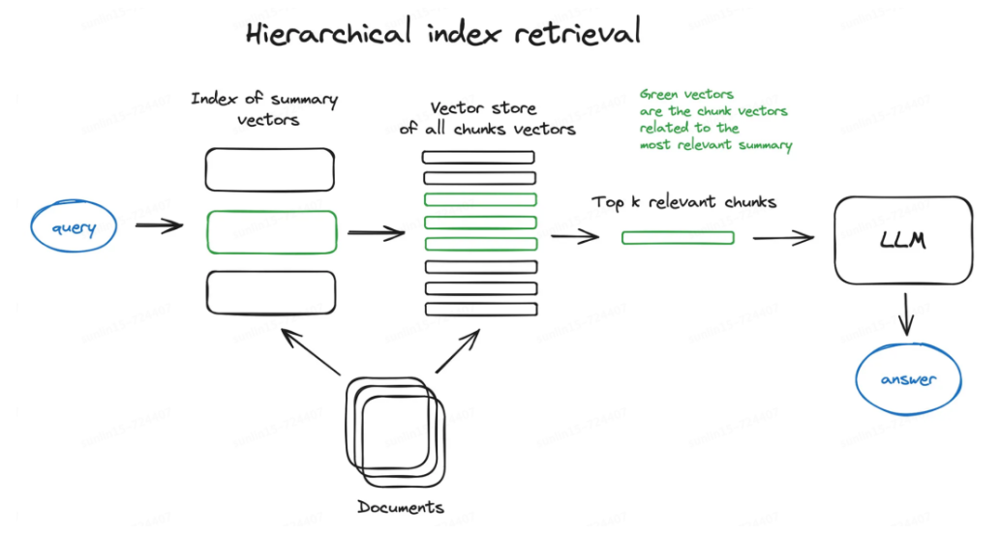 Hierarchical index retrieval
Index of summary
vectors
Vector store
of all chunks vectors
Green vectors
are the chunk vectors
related to the
most relevant summary
query
Top k relevant chunks
LLM
answer
Documents